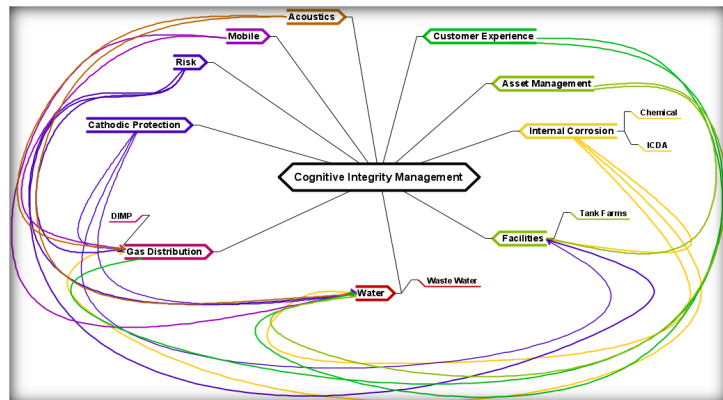 Acoustics
Mobile
Customer Experience
Risk
Asset Management
Chemical
Cathodic Protection
Internal Corrosion
ICDA
Cognitive Integrity Management
DIMP
Tank Farms
Gas Distribution
Facilities
Waste Water
Water